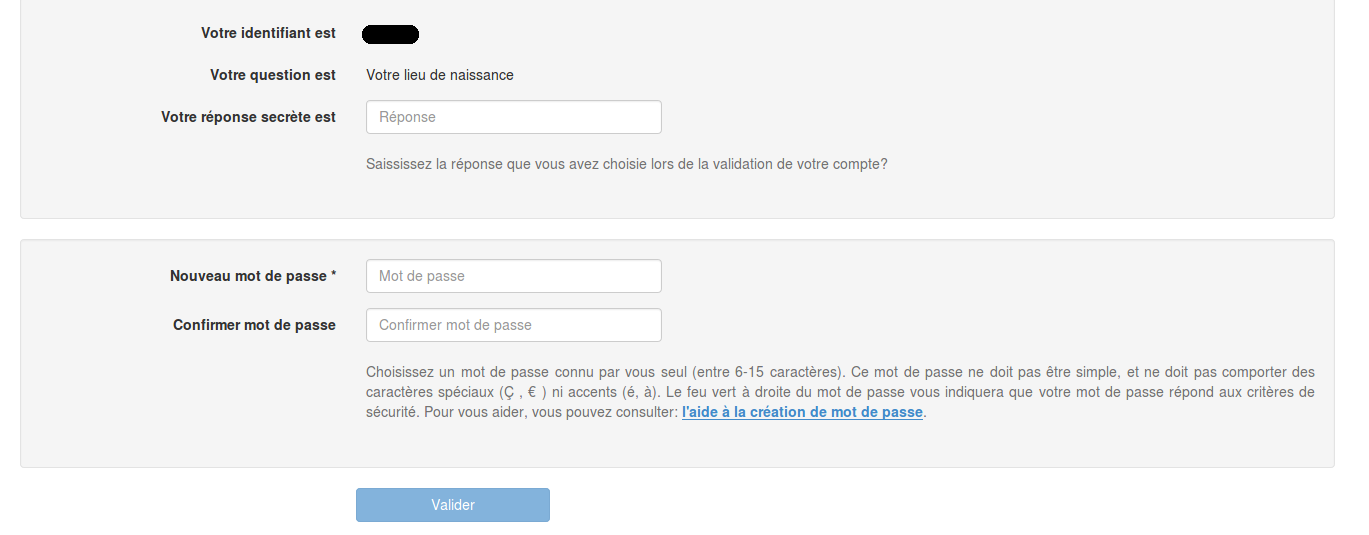 Votre identifiant est
Votre question est Votre lieu de naissance
Votre réponse secrète est Réponse
Saississez la réponse que vous avez choisie lors de la validation de votre compte?
Nouveau mot de passe * Mot de passe
Confirmer mot de passe Confirmer mot de passe
Choisissez un mot de passe connu par vous seul (entre 6-15 caractères). Ce mot de passe ne doit pas être simple, et ne doit pas comporter des
caractères spéciaux (Ç , € ) ni accents (é, à). Le feu vert à droite du mot de passe vous indiquera que votre mot de passe répond aux critères de
sécurité. Pour vous aider, vous pouvez consulter: l'aide à la création de mot de passe.
Valider